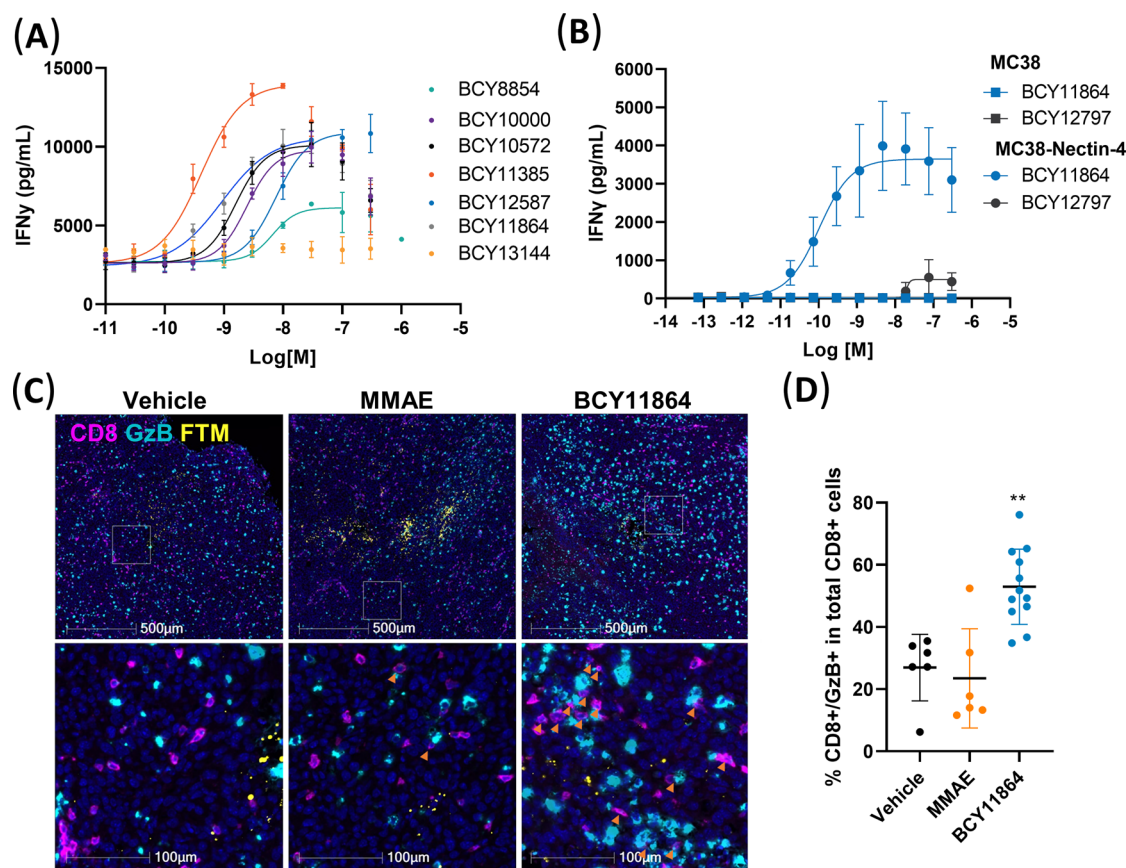 (A)
15000
10000
5000
0
IFNγ (pg/mL)
-11 -10 -9 -8 -7 -6 -5
Log[M]
BCY8854
BCY10000
BCY10572
BCY11385
BCY12587
BCY11864
BCY13144
(B)
6000
5000
4000
3000
2000
1000
0
IFNγ (pg/mL)
-14 -13 -12 -11 -10 -9 -8 -7 -6 -5
Log [M]
MC38
BCY11864
BCY12797
MC38-Nectin-4
BCY11864
BCY12797
(C)
Vehicle MMAE BCY11864
CD8 GzB FTM
500µm 500µm 500µm
100µm 100µm 100µm
(D)
% CD8+/GzB+ in total CD8+ cells
80
60
40
20
0
**
Vehicle
MMAE
BCY11864